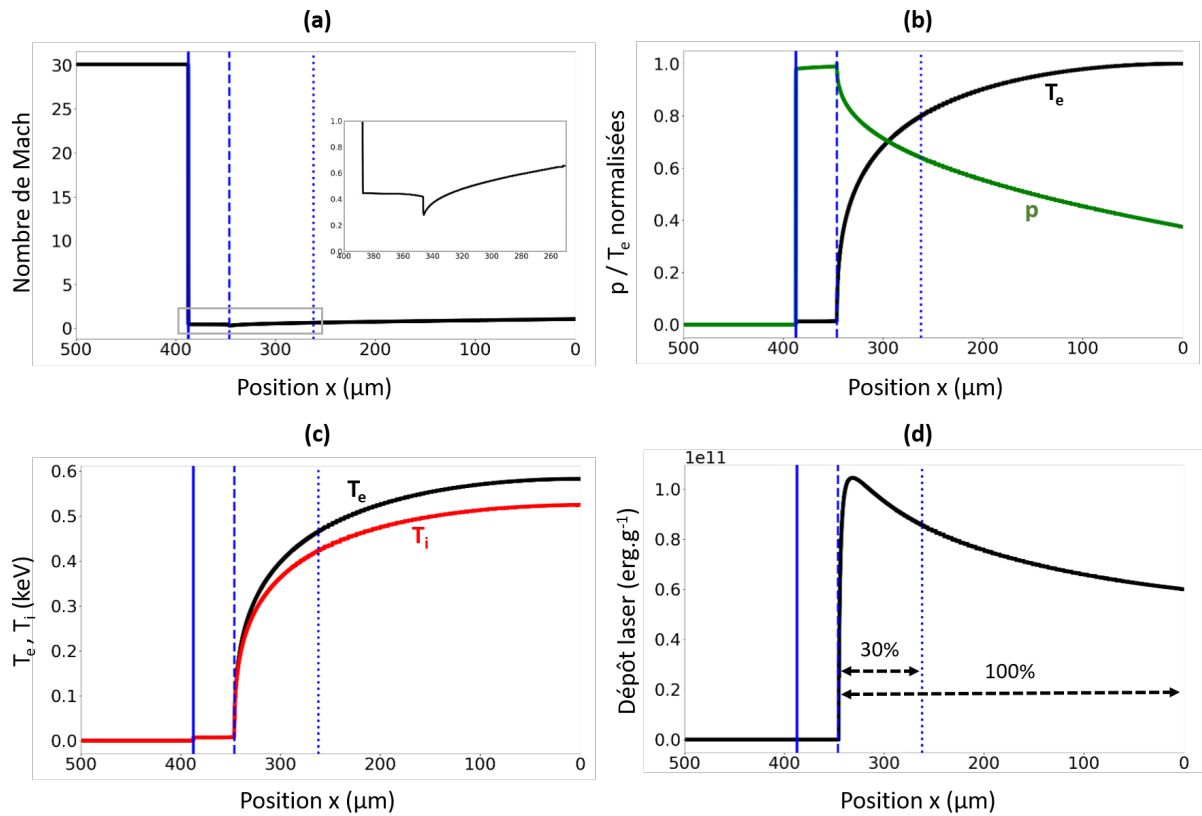 (a)
Nombre de Mach
30
25
20
15
10
5
0
1.0
0.8
0.6
0.4
0.2
0.0
400 380 360 340 320 300 280 260
500 400 300 200 100 0
Position x (µm)
(b)
p / Te normalisées
1.0
0.8
0.6
0.4
0.2
0.0
Te
p
500 400 300 200 100 0
Position x (µm)
(c)
Te , Ti (keV)
0.6
0.5
0.4
0.3
0.2
0.1
0.0
Te
Ti
500 400 300 200 100 0
Position x (µm)
(d)
1e11
Dépôt laser (erg.g-1)
1.0
0.8
0.6
0.4
0.2
0.0
30%
100%
500 400 300 200 100 0
Position x (µm)